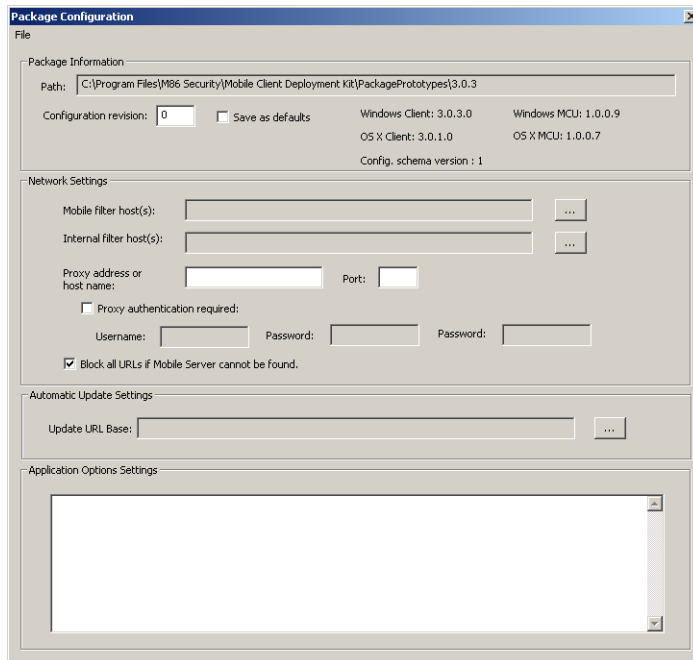 Package Configuration
File
Package Information
Path: C:\Program Files\M86 Security\Mobile Client Deployment Kit\PackagePrototypes\3.0.3
Configuration revision: 0 Save as defaults Windows Client: 3.0.3.0 Windows MCU: 1.0.0.9
OS X Client: 3.0.1.0 OS X MCU: 1.0.0.7
Config. schema version : 1
Network Settings
Mobile filter host(s): ...
Internal filter host(s): ...
Proxy address or
host name: Port:
Proxy authentication required:
Username: Password: Password:
Block all URLs if Mobile Server cannot be found.
Automatic Update Settings
Update URL Base: ...
Application Options Settings